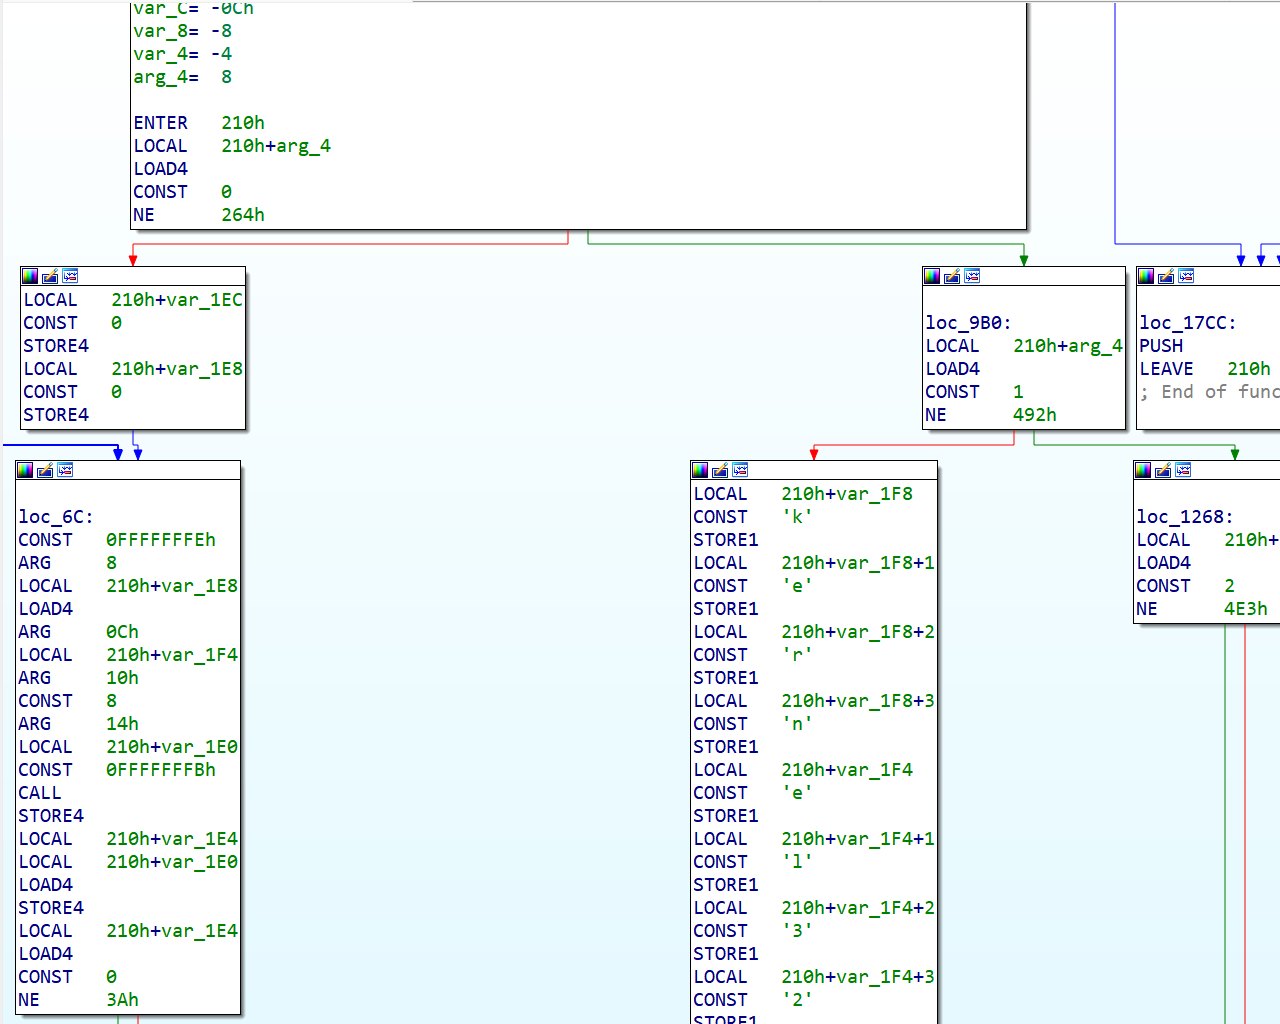 var_C= -0Ch
var_8= -8
var_4= -4
arg_4=  8
ENTER   210h
LOCAL   210h+arg_4
LOAD4
CONST   0
NE      264h
LOCAL   210h+var_1EC
CONST   0
STORE4
LOCAL   210h+var_1E8
CONST   0
STORE4
loc_9B0:
LOCAL   210h+arg_4
LOAD4
CONST   1
NE      492h
loc_17CC:
PUSH
LEAVE   210h
; End of func
loc_6C:
CONST   0FFFFFFFEh
ARG     8
LOCAL   210h+var_1E8
LOAD4
ARG     0Ch
LOCAL   210h+var_1F4
ARG     10h
CONST   8
ARG     14h
LOCAL   210h+var_1E0
CONST   0FFFFFFFBh
CALL
STORE4
LOCAL   210h+var_1E4
LOCAL   210h+var_1E0
LOAD4
STORE4
LOCAL   210h+var_1E4
LOAD4
CONST   0
NE      3Ah
LOCAL   210h+var_1F8
CONST   'k'
STORE1
LOCAL   210h+var_1F8+1
CONST   'e'
STORE1
LOCAL   210h+var_1F8+2
CONST   'r'
STORE1
LOCAL   210h+var_1F8+3
CONST   'n'
STORE1
LOCAL   210h+var_1F4
CONST   'e'
STORE1
LOCAL   210h+var_1F4+1
CONST   'l'
STORE1
LOCAL   210h+var_1F4+2
CONST   '3'
STORE1
LOCAL   210h+var_1F4+3
CONST   '2'
STORE1
loc_1268:
LOCAL   210h+
LOAD4
CONST   2
NE      4E3h